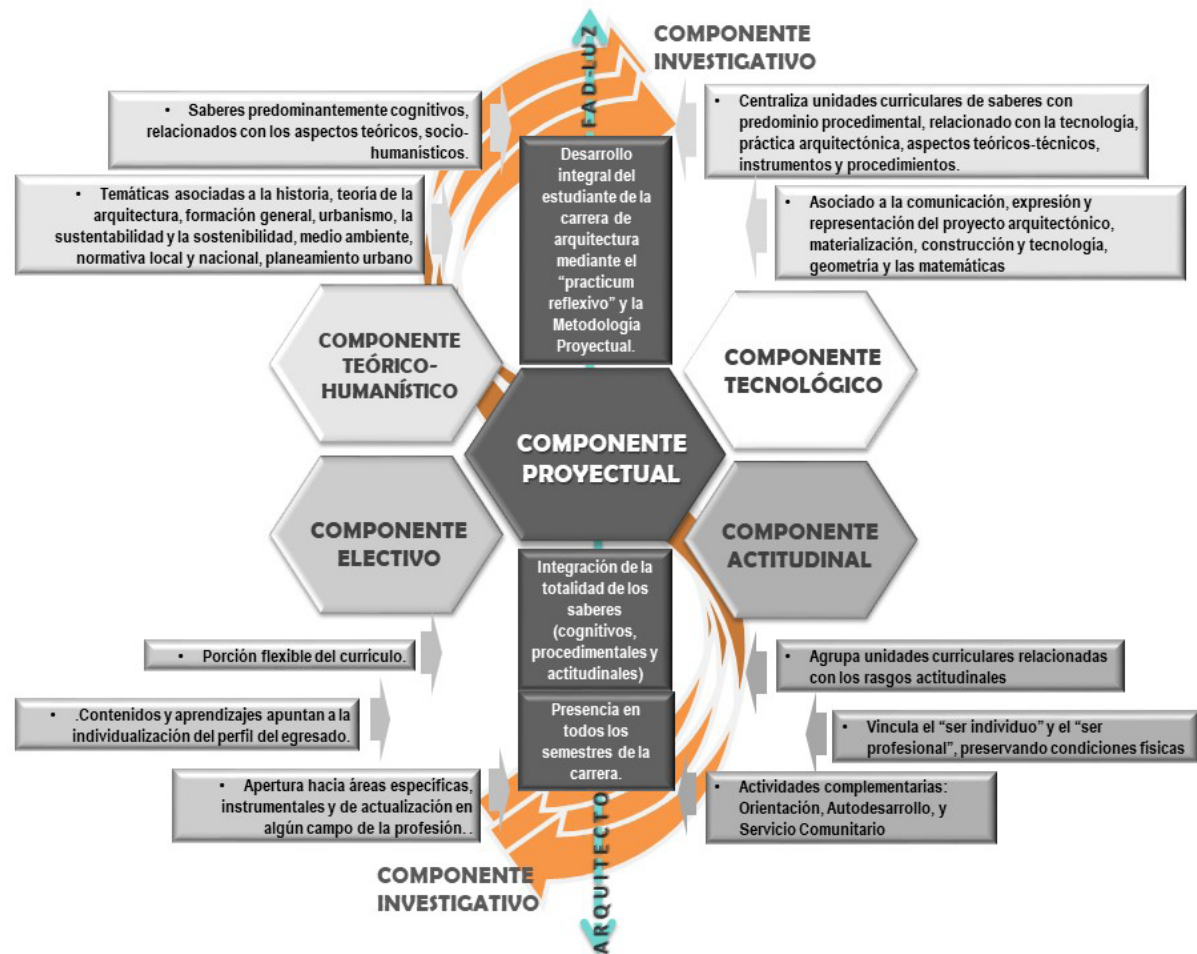 COMPONENTE
INVESTIGATIVO
FAD-LUZ
• Saberes predominantemente cognitivos,
relacionados con los aspectos teóricos, socio-
humanísticos.
• Temáticas asociadas a la historia, teoría de la
arquitectura, formación general, urbanismo, la
sustentabilidad y la sostenibilidad, medio ambiente,
normativa local y nacional, planeamiento urbano
Desarrollo
integral del
estudiante de la
carrera de
arquitectura
mediante el
“practicum
reflexivo” y la
Metodología
Proyectual.
• Centraliza unidades curriculares de saberes con
predominio procedimental, relacionado con la tecnología,
práctica arquitectónica, aspectos teóricos-técnicos,
instrumentos y procedimientos.
• Asociado a la comunicación, expresión y
representación del proyecto arquitectónico,
materialización, construcción y tecnología,
geometría y las matemáticas
COMPONENTE
TEÓRICO-
HUMANÍSTICO
COMPONENTE
TECNOLÓGICO
COMPONENTE
PROYECTUAL
COMPONENTE
ELECTIVO
COMPONENTE
ACTITUDINAL
Integración de la
totalidad de los
saberes
(cognitivos,
procedimentales y
actitudinales)
Presencia en
todos los
semestres de la
carrera.
• Porción flexible del currículo.
• .Contenidos y aprendizajes apuntan a la
individualización del perfil del egresado.
• Apertura hacia áreas específicas,
instrumentales y de actualización en
algún campo de la profesión. .
• Agrupa unidades curriculares relacionadas
con los rasgos actitudinales
• Vincula el “ser individuo” y el “ser
profesional”, preservando condiciones físicas
• Actividades complementarias:
Orientación, Autodesarrollo, y
Servicio Comunitario
COMPONENTE
INVESTIGATIVO
ARQUITECTO